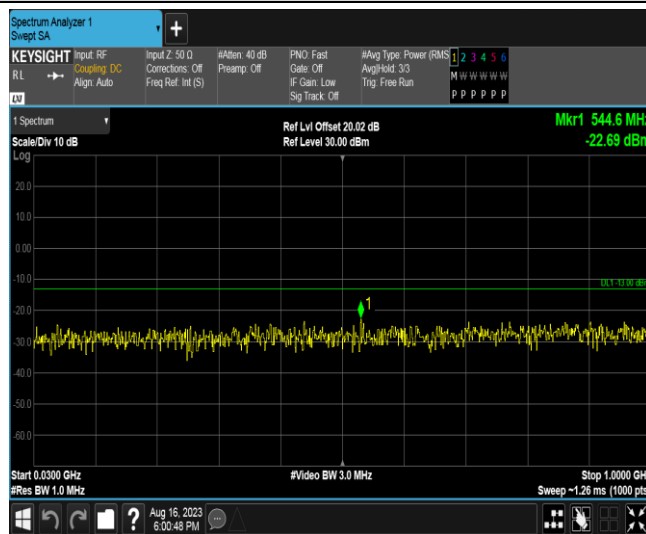 Spectrum Analyzer 1
Swept SA
+
KEYSIGHT
RL
LXI
Input: RF
Coupling: DC
Align: Auto
Input Z: 50 Ω
Corrections: Off
Freq Ref: Int (S)
#Atten: 40 dB
Preamp: Off
PNO: Fast
Gate: Off
IF Gain: Low
Sig Track: Off
#Avg Type: Power (RMS
Avg|Hold: 3/3
Trig: Free Run
1 2 3 4 5 6
M W W W W W
P P P P P P
1 Spectrum
Scale/Div 10 dB
Ref Lvl Offset 20.02 dB
Ref Level 30.00 dBm
Mkr1 544.6 MHz
-22.69 dBm
Log
20.0
10.0
0.00
-10.0
DL1 -13.00 dBm
-20.0
1
-30.0
-40.0
-50.0
-60.0
Start 0.0300 GHz
#Res BW 1.0 MHz
#Video BW 3.0 MHz
Stop 1.0000 GH
Sweep ~1.26 ms (1000 pts
?
Aug 16, 2023
6:00:48 PM